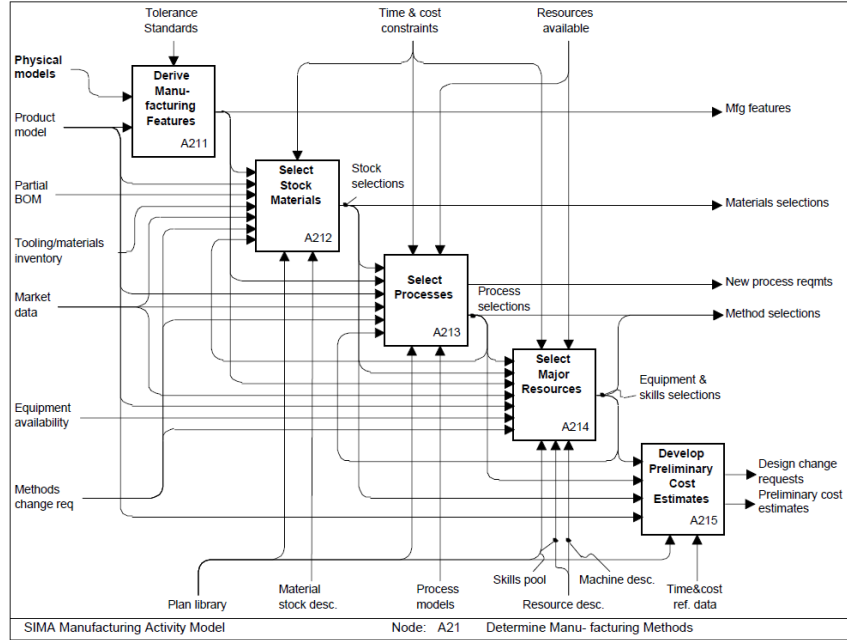 Tolerance
Standards
Time & cost
constraints
Resources
available
Physical
models
Derive
Manu-
facturing
Features
A211
Mfg features
Product
model
Select
Stock
Materials
A212
Stock
selections
Partial
BOM
Materials selections
Tooling/materials
inventory
Select
Processes
A213
Process
selections
New process reqmts
Market
data
Method selections
Select
Major
Resources
A214
Equipment &
skills selections
Equipment
availability
Develop
Preliminary
Cost
Estimates
A215
Design change
requests
Preliminary cost
estimates
Methods
change req
Skills pool
Machine desc.
Plan library
Material
stock desc.
Process
models
Resource desc.
Time&cost
ref. data
SIMA Manufacturing Activity Model
Node: A21
Determine Manu- facturing Methods